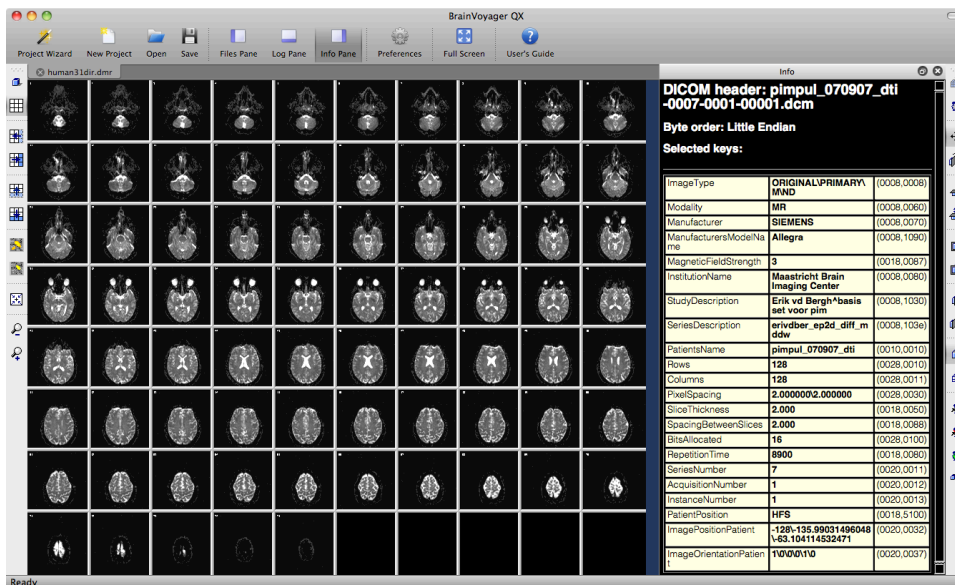 BrainVoyager QX
Project Wizard New Project Open Save Files Pane Log Pane Info Pane Preferences Full Screen User's Guide
human31dir.dmr
Info
DICOM header: pimpul_070907_dti
-0007-0001-00001.dcm
Byte order: Little Endian
Selected keys:
ImageType ORIGINAL\PRIMARY\ (0008,0008)
M\ND
Modality MR (0008,0060)
Manufacturer SIEMENS (0008,0070)
ManufacturersModelNa Allegra (0008,1090)
me
MagneticFieldStrength 3 (0018,0087)
InstitutionName Maastricht Brain (0008,0080)
Imaging Center
StudyDescription Erik vd Bergh^basis (0008,1030)
set voor pim
SeriesDescription erivdber_ep2d_diff_m (0008,103e)
ddw
PatientsName pimpul_070907_dti (0010,0010)
Rows 128 (0028,0010)
Columns 128 (0028,0011)
PixelSpacing 2.000000\2.000000 (0028,0030)
SliceThickness 2.000 (0018,0050)
SpacingBetweenSlices 2.000 (0018,0088)
BitsAllocated 16 (0028,0100)
RepetitionTime 8900 (0018,0080)
SeriesNumber 7 (0020,0011)
AcquisitionNumber 1 (0020,0012)
InstanceNumber 1 (0020,0013)
PatientPosition HFS (0018,5100)
ImagePositionPatient -128\-135.99031496048 (0020,0032)
\-63.104114532471
ImageOrientationPatien 1\0\0\0\1\0 (0020,0037)
t
Ready